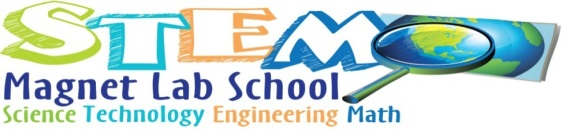 STEM
Magnet Lab School
Science Technology Engineering Math